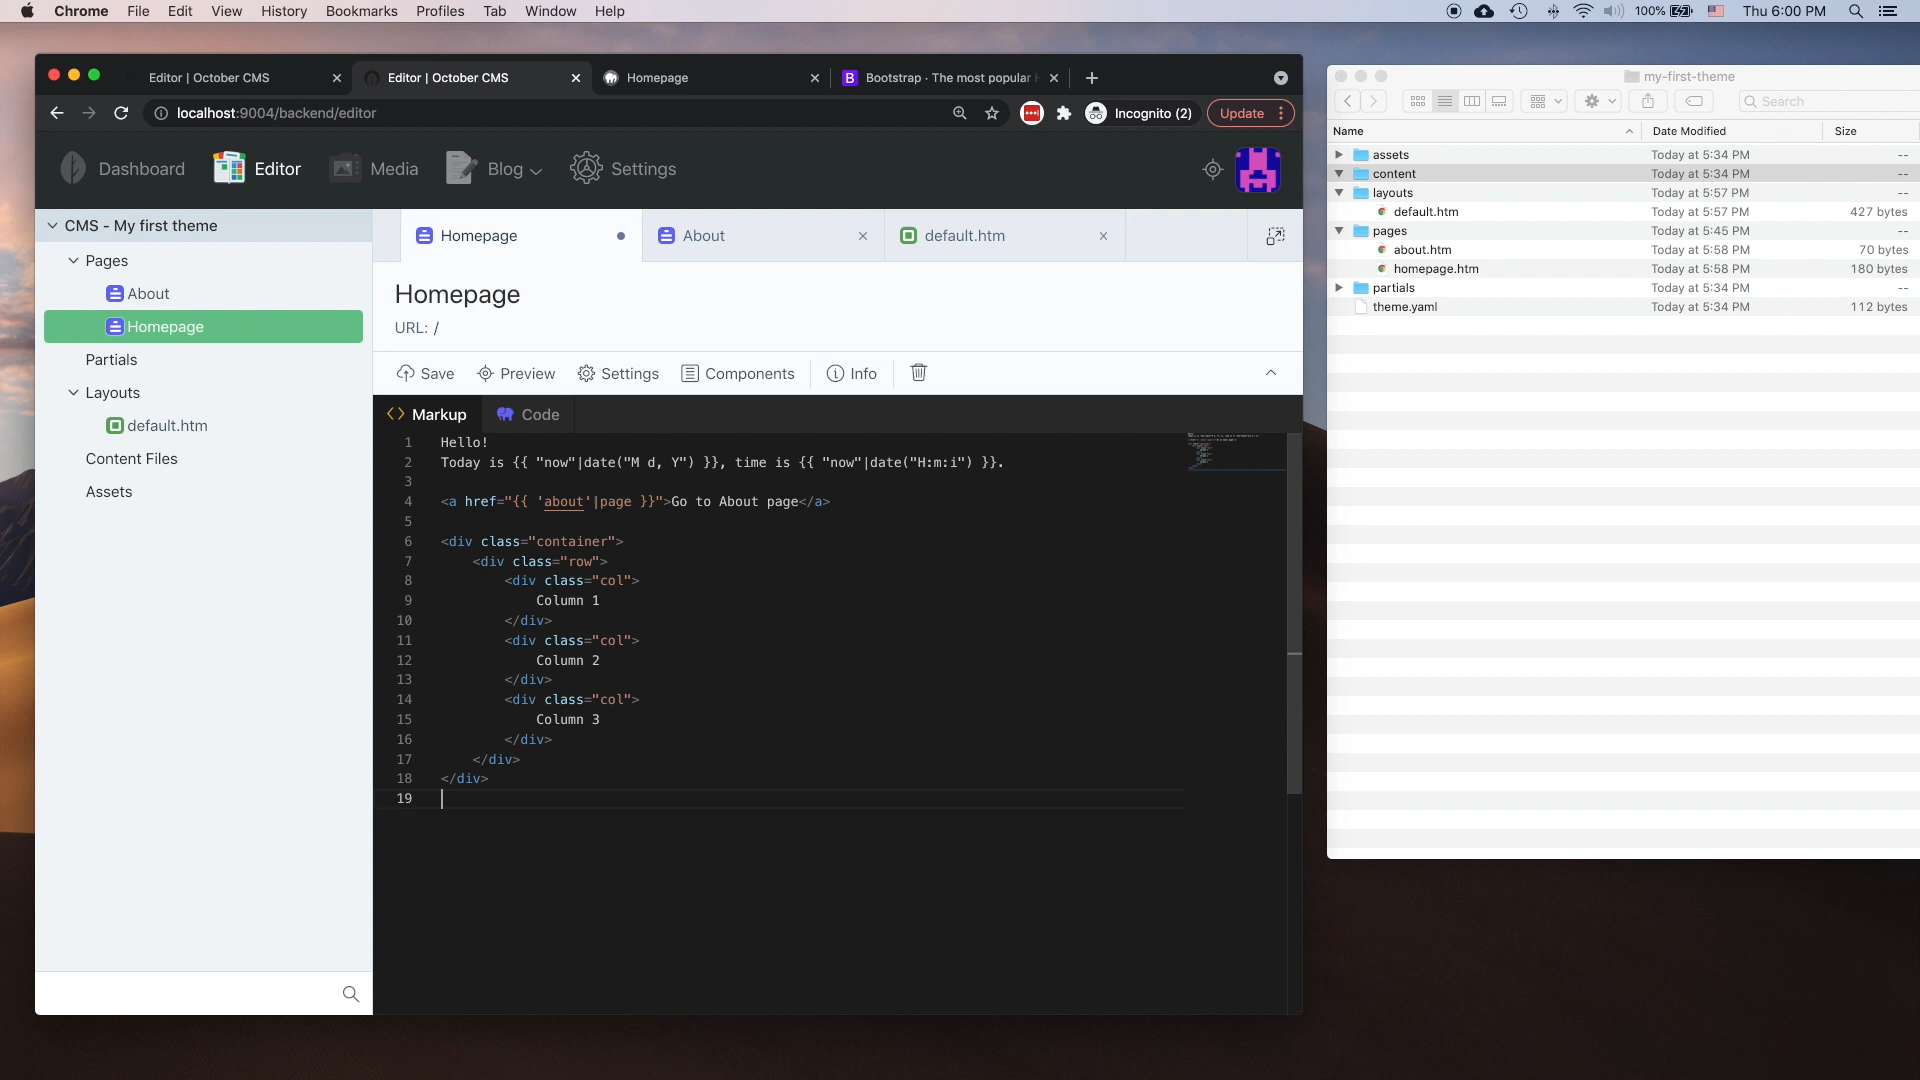 Chrome File Edit View History Bookmarks Profiles Tab Window Help
100% Thu 6:00 PM
Editor | October CMS
Editor | October CMS
Homepage
Bootstrap · The most popular
localhost:9004/backend/editor
Incognito (2)
Update
Dashboard
Editor
Media
Blog
Settings
CMS - My first theme
Pages
About
Homepage
Partials
Layouts
default.htm
Content Files
Assets
Homepage
About
default.htm
Homepage
URL: /
Save
Preview
Settings
Components
Info
Markup
Code
1 Hello!
2 Today is {{ "now"|date("M d, Y") }}, time is {{ "now"|date("H:m:i") }}.
3
4 <a href="{{ 'about'|page }}">Go to About page</a>
5
6 <div class="container">
7 <div class="row">
8 <div class="col">
9 Column 1
10 </div>
11 <div class="col">
12 Column 2
13 </div>
14 <div class="col">
15 Column 3
16 </div>
17 </div>
18 </div>
19
my-first-theme
Search
Name Date Modified Size
assets Today at 5:34 PM --
content Today at 5:34 PM --
layouts Today at 5:57 PM --
default.htm Today at 5:57 PM 427 bytes
pages Today at 5:45 PM --
about.htm Today at 5:58 PM 70 bytes
homepage.htm Today at 5:58 PM 180 bytes
partials Today at 5:34 PM --
theme.yaml Today at 5:34 PM 112 bytes